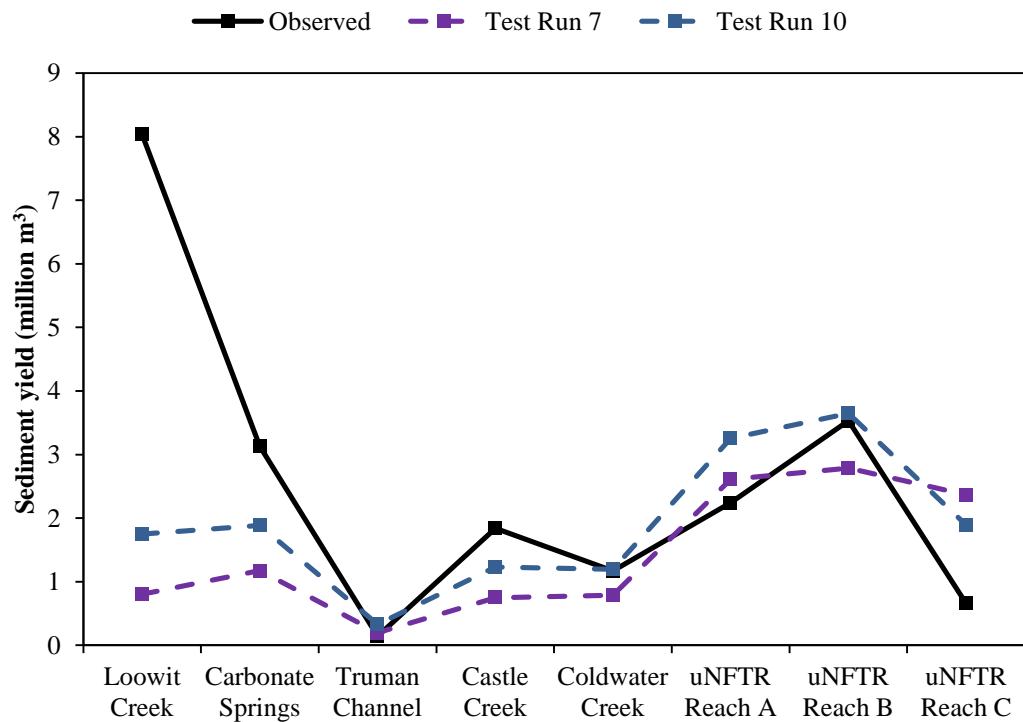 Observed Test Run 7 Test Run 10
9
8
7
6
5
4
3
2
1
0
Sediment yield (million m³)
Loowit Carbonate Truman Castle Coldwater uNFTR uNFTR uNFTR
Creek Springs Channel Creek Creek Reach A Reach B Reach C